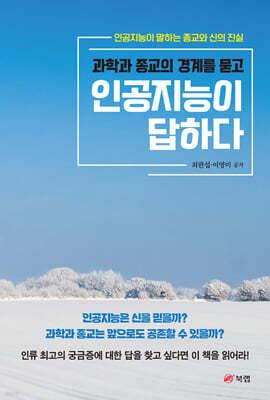 인공지능이 말하는 종교와 신의 진실
과학과 종교의 경계를 묻고
인공지능이
답하다
최완섭·이영미 공저
인공지능은 신을 믿을까?
과학과 종교는 앞으로도 공존할 수 있을까?
인류 최고의 궁금증에 대한 답을 찾고 싶다면 이 책을 읽어라!
북랩